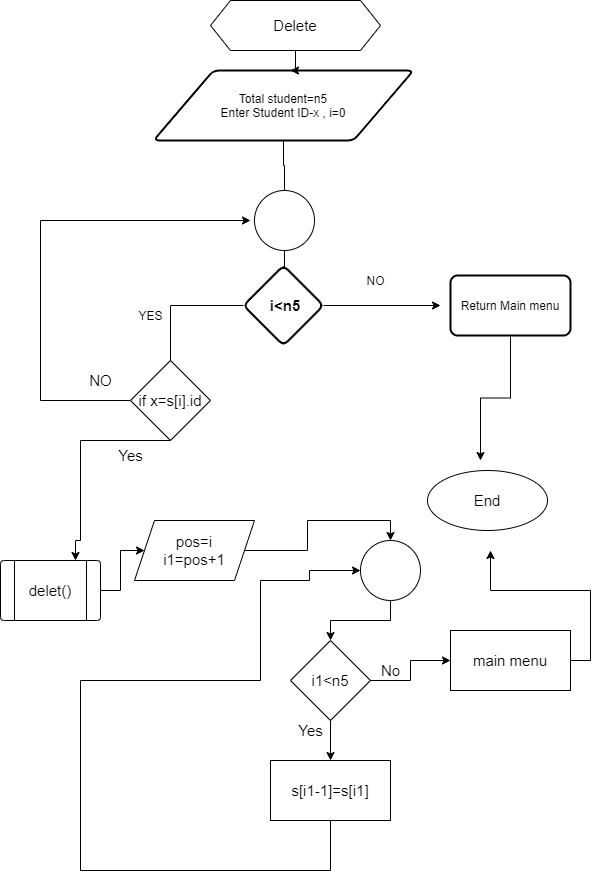 Delete
Total student=n5
Enter Student ID-x , i=0
i<n5
NO
YES
Return Main menu
NO
if x=s[i].id
Yes
End
pos=i
i1=pos+1
delet()
i1<n5
No
main menu
Yes
s[i1-1]=s[i1]